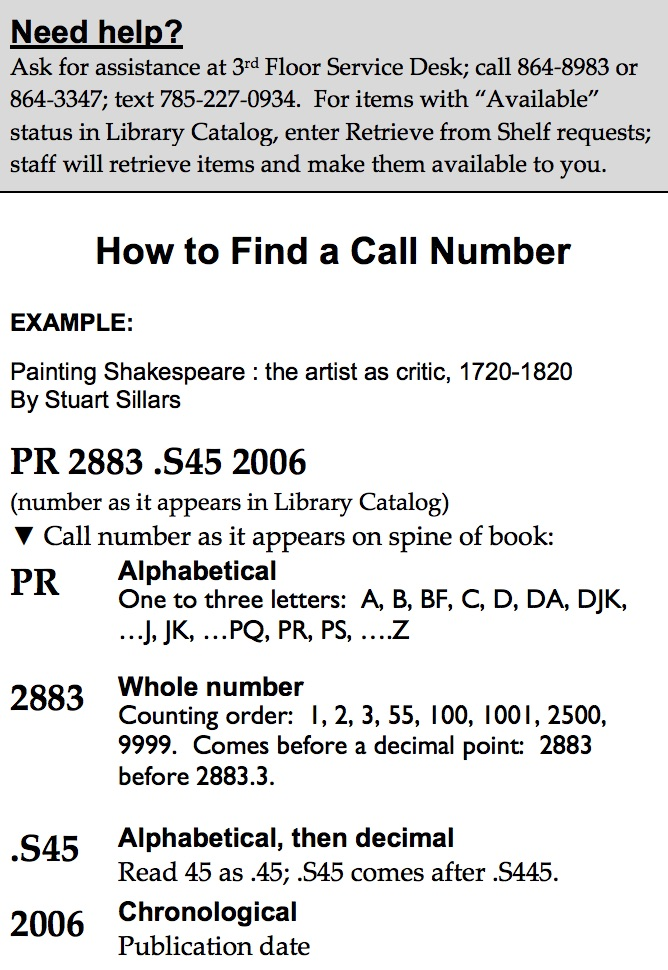 Need help?
Ask for assistance at 3rd Floor Service Desk; call 864-8983 or
864-3347; text 785-227-0934.  For items with “Available”
status in Library Catalog, enter Retrieve from Shelf requests;
staff will retrieve items and make them available to you.
How to Find a Call Number
EXAMPLE:
Painting Shakespeare : the artist as critic, 1720-1820
By Stuart Sillars
PR 2883 .S45 2006
(number as it appears in Library Catalog)
▼ Call number as it appears on spine of book:
PR
Alphabetical
One to three letters:  A, B, BF, C, D, DA, DJK,
…J, JK, …PQ, PR, PS, ….Z
2883
Whole number
Counting order:  1, 2, 3, 55, 100, 1001, 2500,
9999.  Comes before a decimal point:  2883
before 2883.3.
.S45
Alphabetical, then decimal
Read 45 as .45; .S45 comes after .S445.
2006
Chronological
Publication date